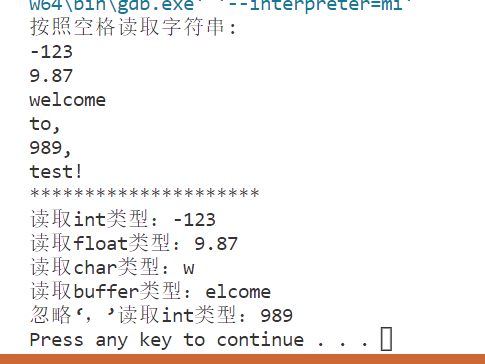 w64\bin\gdb.exe' '--interpreter=mi'
按照空格读取字符串:
-123
9.87
welcome
to,
989,
test!
*********************
读取int类型: -123
读取float类型: 9.87
读取char类型: w
读取buffer类型: elcome
忽略‘，’读取int类型: 989
Press any key to continue . . .